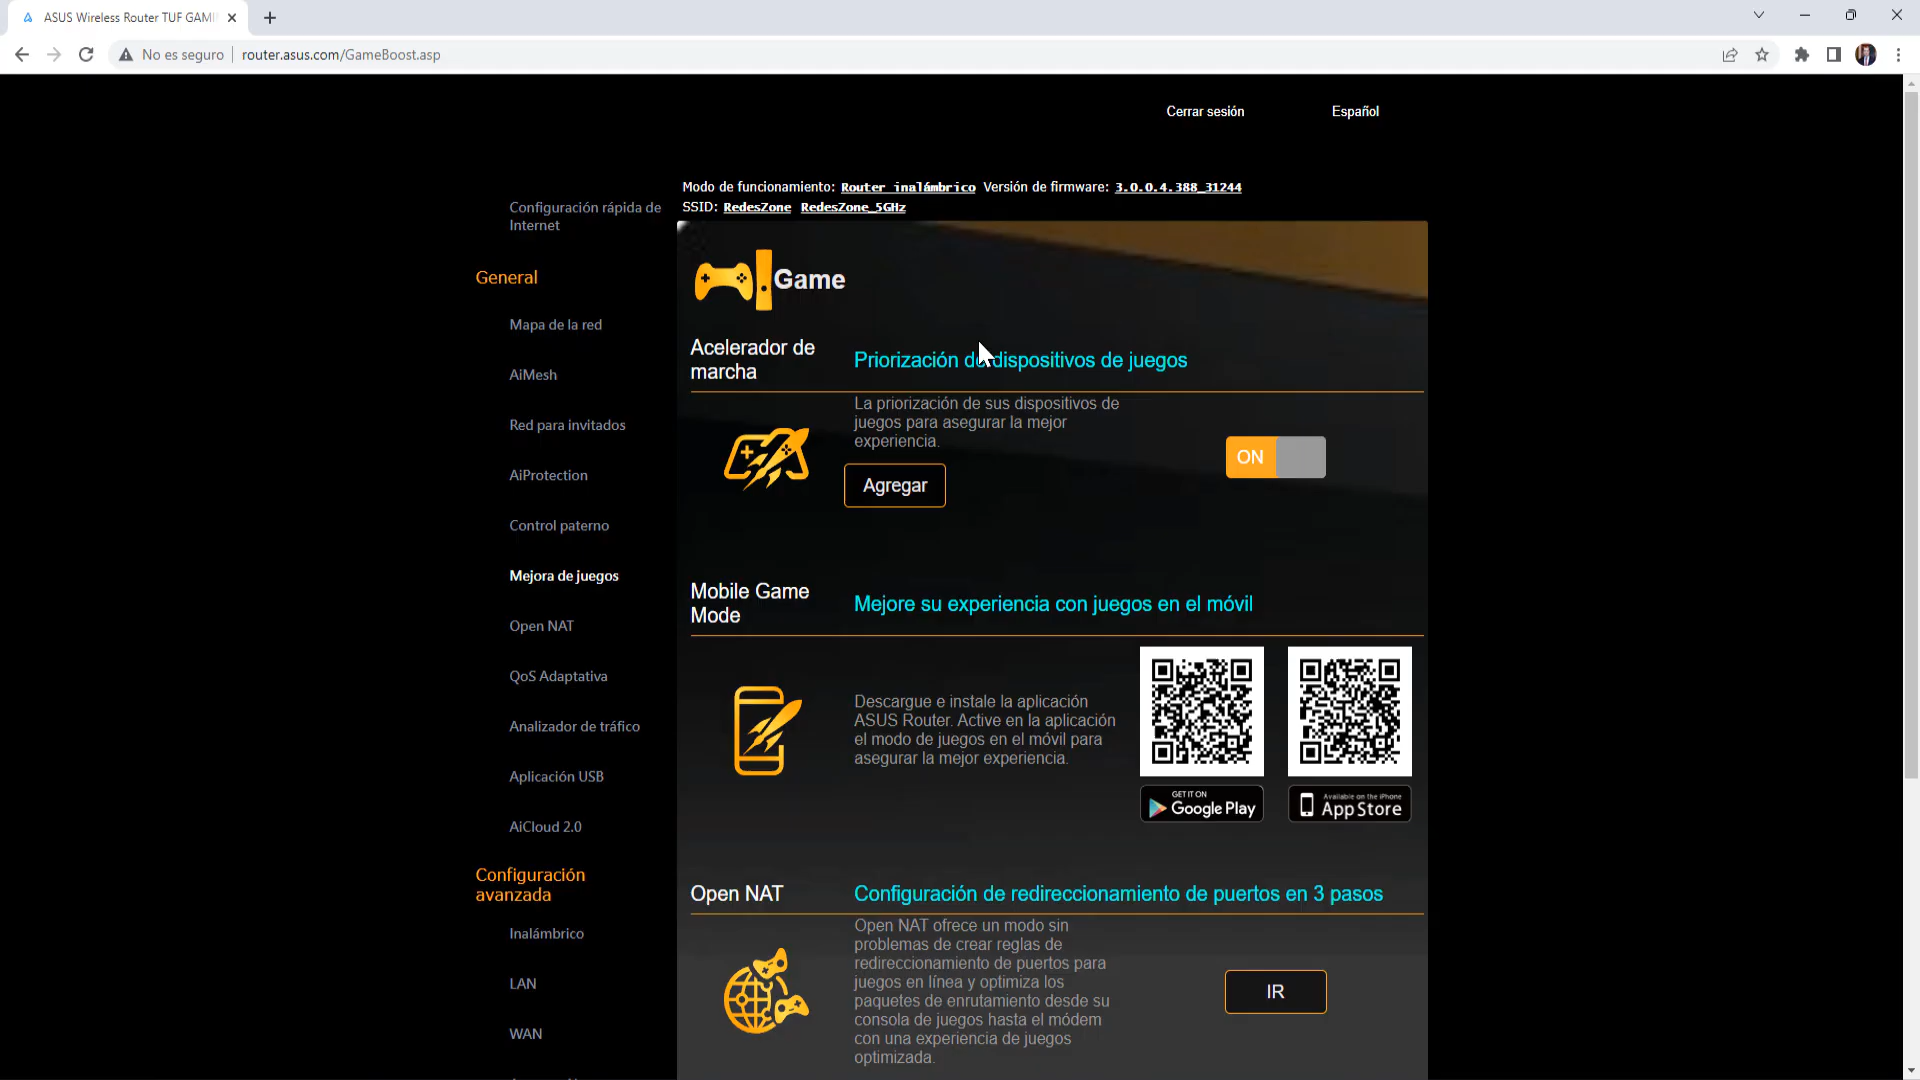 ASUS Wireless Router TUF GAMI
No es seguro router.asus.com/GameBoost.asp
Cerrar sesión Español
Modo de funcionamiento: Router inalámbrico Versión de firmware: 3.0.0.4.388_31244
SSID: RedesZone RedesZone_5GHz
Configuración rápida de
Internet
General
Mapa de la red
AiMesh
Red para invitados
AiProtection
Control paterno
Mejora de juegos
Open NAT
QoS Adaptativa
Analizador de tráfico
Aplicación USB
AiCloud 2.0
Configuración
avanzada
Inalámbrico
LAN
WAN
Game
Acelerador de
marcha
Priorización de dispositivos de juegos
La priorización de sus dispositivos de
juegos para asegurar la mejor
experiencia.
Agregar
ON
Mobile Game
Mode
Mejore su experiencia con juegos en el móvil
Descargue e instale la aplicación
ASUS Router. Active en la aplicación
el modo de juegos en el móvil para
asegurar la mejor experiencia.
GET IT ON
Google Play
Available on the iPhone
App Store
Open NAT
Configuración de redireccionamiento de puertos en 3 pasos
Open NAT ofrece un modo sin
problemas de crear reglas de
redireccionamiento de puertos para
juegos en línea y optimiza los
paquetes de enrutamiento desde su
consola de juegos hasta el módem
con una experiencia de juegos
optimizada.
IR